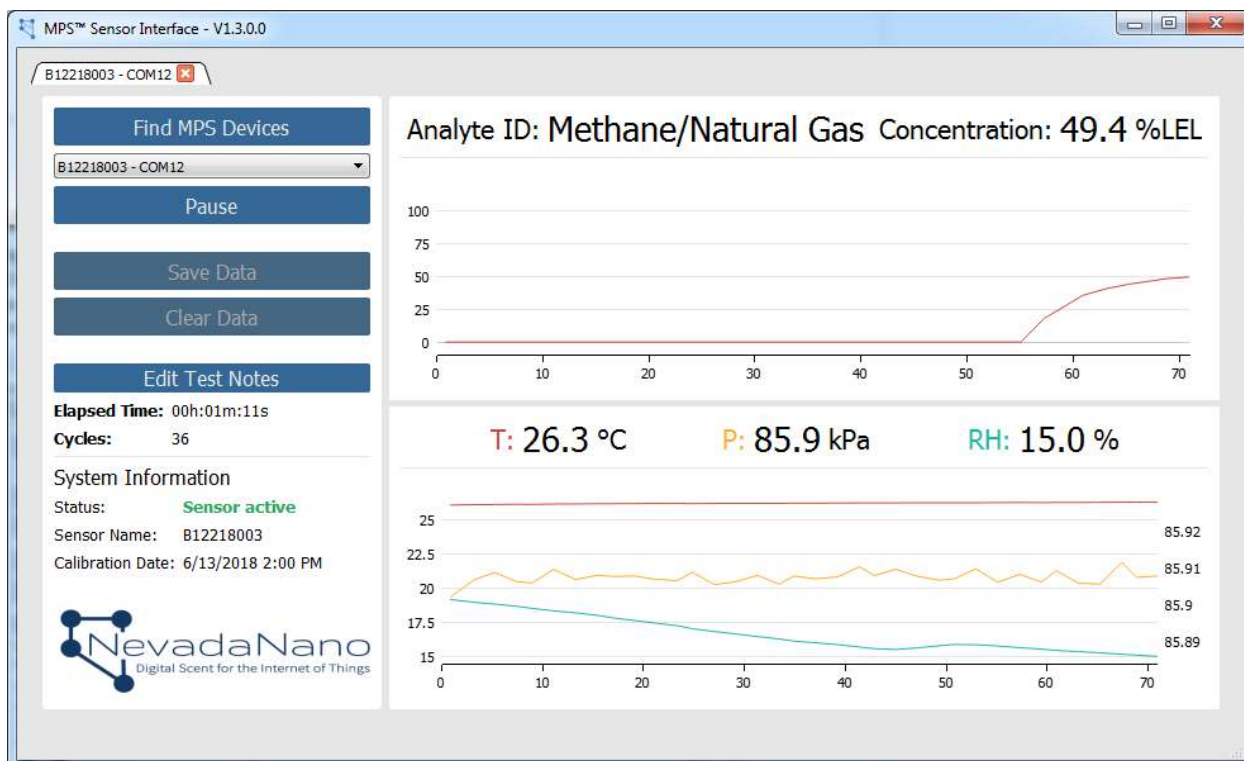 MPS™ Sensor Interface - V1.3.0.0
B12218003 - COM12
Find MPS Devices
B12218003 - COM12
Pause
Save Data
Clear Data
Edit Test Notes
Elapsed Time: 00h:01m:11s
Cycles: 36
System Information
Status: Sensor active
Sensor Name: B12218003
Calibration Date: 6/13/2018 2:00 PM
NevadaNano
Digital Scent for the Internet of Things
Analyte ID: Methane/Natural Gas Concentration: 49.4 %LEL
100
75
50
25
0
0 10 20 30 40 50 60 70
T: 26.3 °C P: 85.9 kPa RH: 15.0 %
25
22.5
20
17.5
15
85.92
85.91
85.9
85.89
0 10 20 30 40 50 60 70